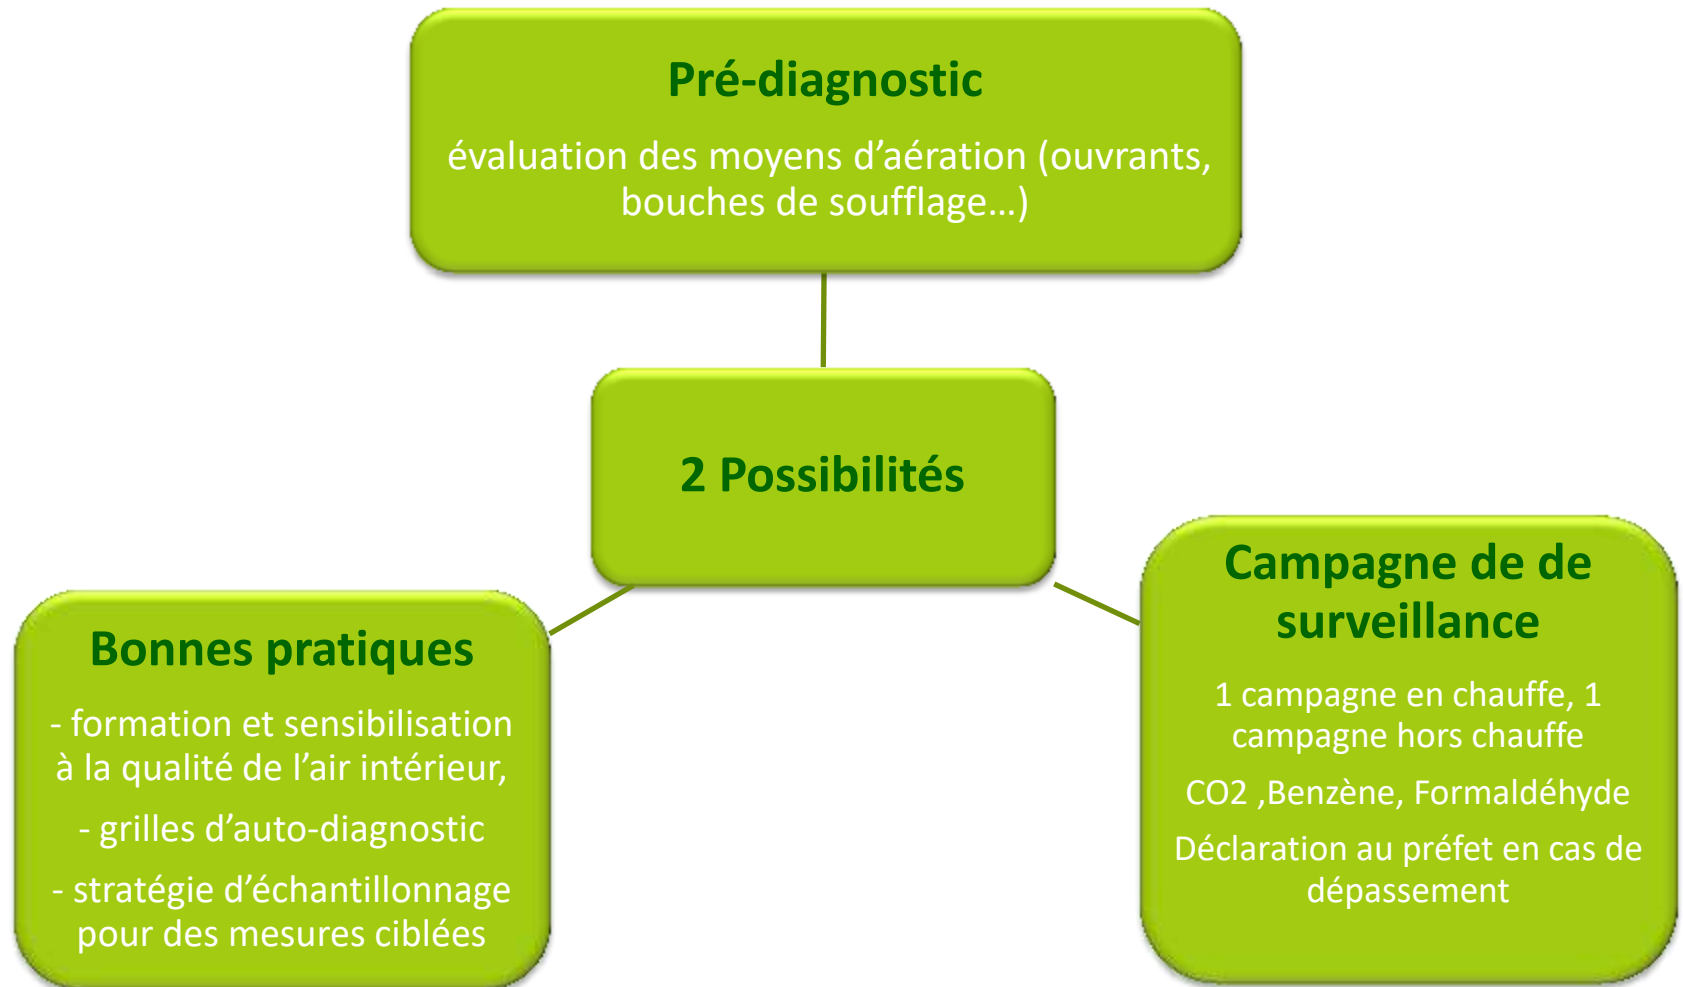 Pré-diagnostic
évaluation des moyens d’aération (ouvrants,
bouches de soufflage…)
2 Possibilités
Bonnes pratiques
- formation et sensibilisation
à la qualité de l’air intérieur,
- grilles d’auto-diagnostic
- stratégie d’échantillonnage
pour des mesures ciblées
Campagne de de
surveillance
1 campagne en chauffe, 1
campagne hors chauffe
CO2 ,Benzène, Formaldéhyde
Déclaration au préfet en cas de
dépassement